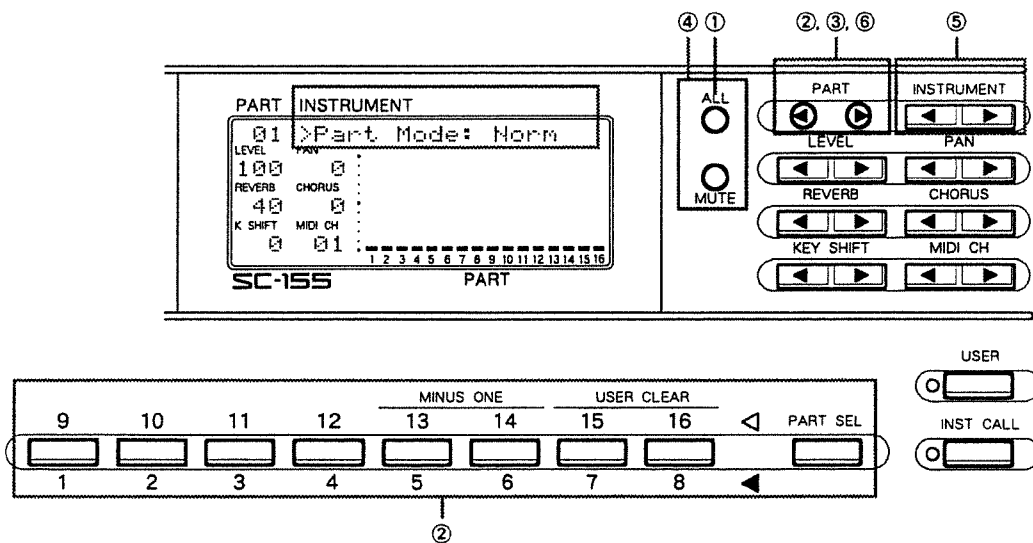 ④ ① ②, ③, ⑥ ⑤
PART INSTRUMENT
01 >Part Mode: Norm
LEVEL PAN
100 0
REVERB CHORUS
40 0
K SHIFT MIDI CH
0 01
1 2 3 4 5 6 7 8 9 10 11 12 13 14 15 16
SC-155 PART
ALL
MUTE
PART INSTRUMENT
LEVEL PAN
REVERB CHORUS
KEY SHIFT MIDI CH
USER
INST CALL
MINUS ONE USER CLEAR
9 10 11 12 13 14 15 16 PART SEL
1 2 3 4 5 6 7 8
②